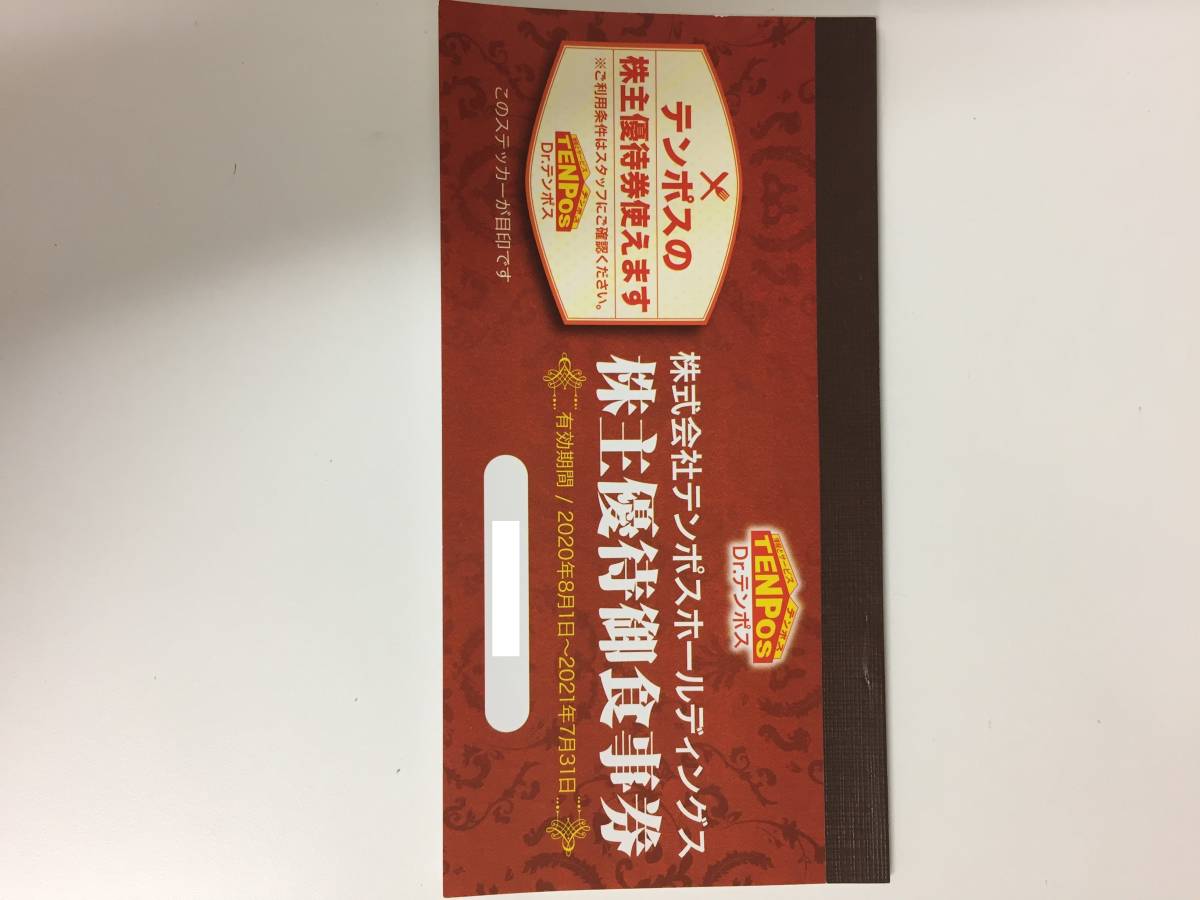 テンポスの
株主優待券使えます
※ご利用条件はスタッフにご確認ください。
TENPOS
Dr.テンポス
このステッカーが目印です
TENPOS
Dr.テンポス
株式会社テンポスホールディングス
株主優待御食事券
有効期間 / 2020年8月1日～2021年7月31日